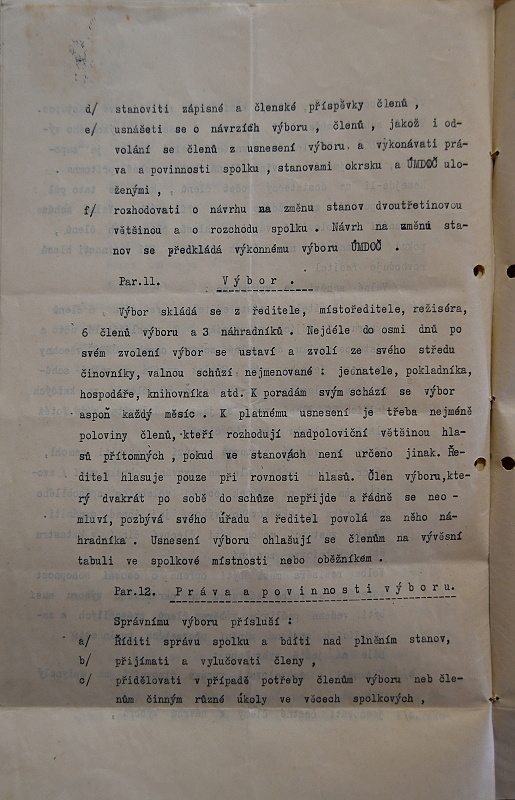 d/ stanoviti zápisné a členské příspěvky členů ,
e/ usnášeti se o návrzích výboru , členů , jakož i od-
volání se členů z usnesení výboru a vykonávati prá-
va a povinnosti spolku , stanovami okrsku a ÚMDOČ ulo-
ženými ,
f/ rozhodovati o návrhu na změnu stanov dvoutřetinovou
většinou a o rozchodu spolku . Návrh na změnu sta-
nov se předkládá výkonnému výboru ÚMDOČ .
Par.11. V ý b o r .
Výbor skládá se z ředitele, místoředitele, režiséra,
6 členů výboru a 3 náhradníků . Nejdéle do osmi dnů po
svém zvolení výbor se ustaví a zvolí ze svého středu
činovníky, valnou schůzí nejmenované : jednatele, pokladníka,
hospodáře, knihovníka atd. K poradám svým schází se výbor
aspoň každý měsíc . K platnému usnesení je třeba nejméně
poloviny členů, kteří rozhodují nadpoloviční většinou hla-
sů přítomných , pokud ve stanovách není určeno jinak. Ře-
ditel hlasuje pouze při rovnosti hlasů. Člen výboru,kte-
rý dvakrát po sobě do schůze nepřijde a řádně se neo -
mluví, pozbývá svého úřadu a ředitel povolá za něho ná-
hradníka . Usnesení výboru ohlašují se členům na vývěsní
tabuli ve spolkové místnosti nebo oběžníkem .
Par.12. P r á v a a p o v i n n o s t i v ý b o r u.
Správnímu výboru přísluší :
a/ Říditi správu spolku a bdíti nad plněním stanov,
b/ přijímati a vylučovati členy ,
c/ přidělovati v případě potřeby členům výboru neb čle-
nům činným různé úkoly ve věcech spolkových ,